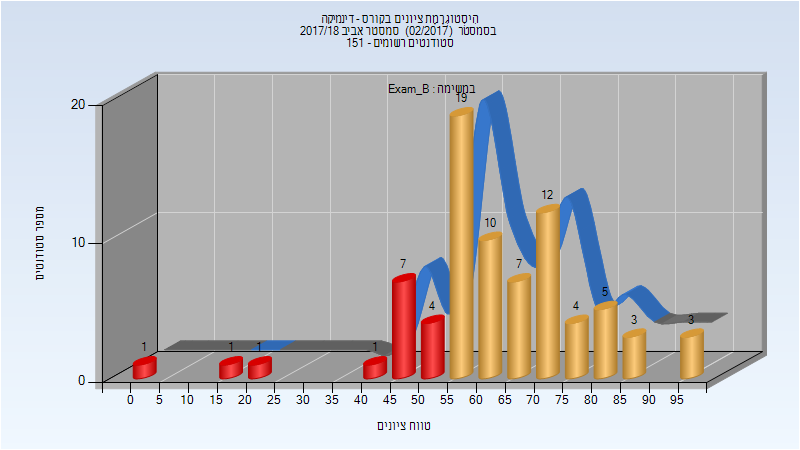 היסטוגרמת ציונים בקורס - דינמיקה
בסמסטר (02/2017) סמסטר אביב 2017/18
סטודנטים רשומים - 151
במשימה : Exam_B
מספר סטודנטים
20
10
0
1
1
1
1
7
4
19
10
7
12
4
5
3
3
0 5 10 15 20 25 30 35 40 45 50 55 60 65 70 75 80 85 90 95
טווח ציונים